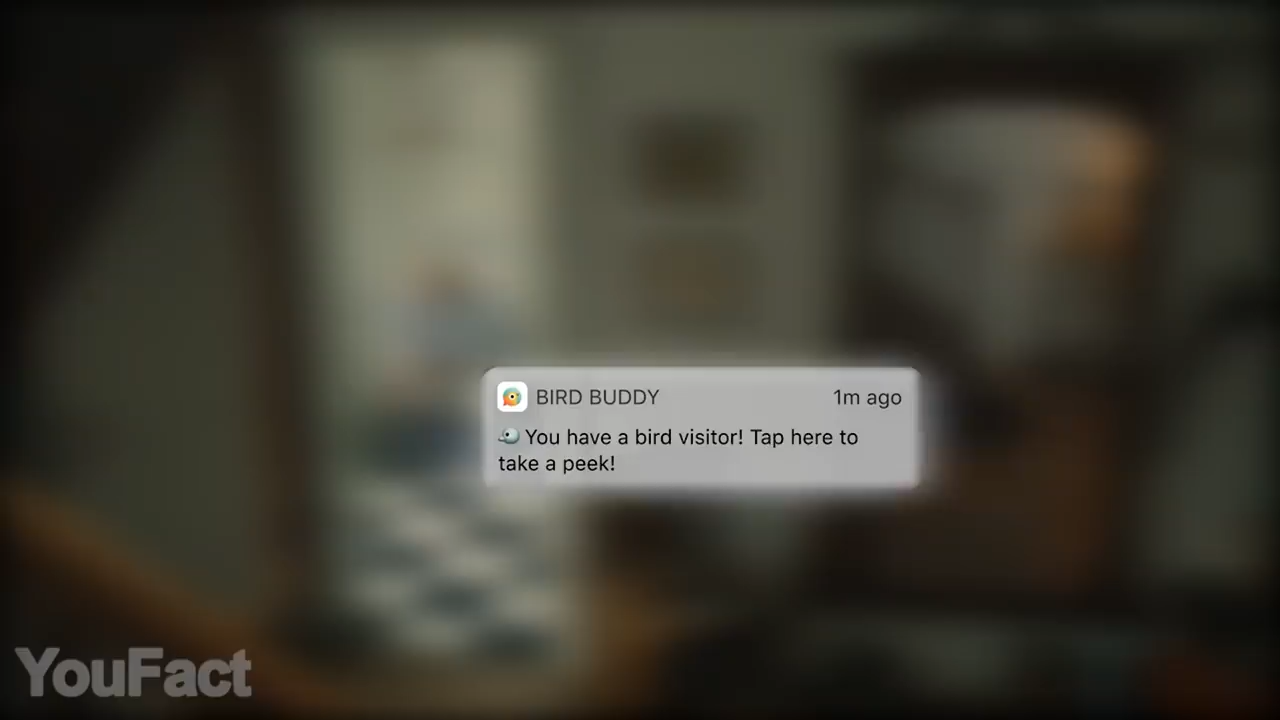 BIRD BUDDY
1m ago
You have a bird visitor! Tap here to
take a peek!
YouFact